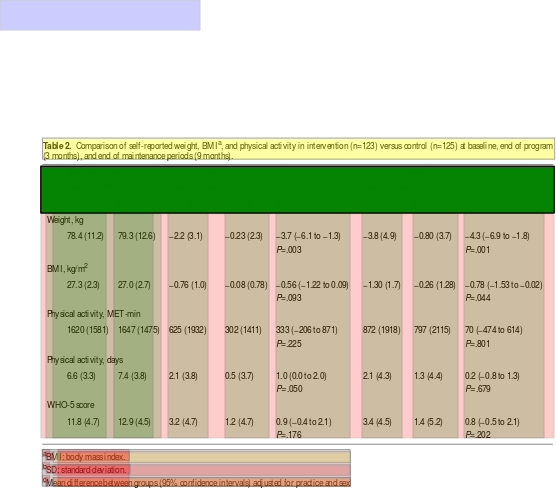 Table 2. Comparison of self-reported weight, BMIa, and physical activity in intervention (n=123) versus control (n=125) at baseline, end of program
(3 months), and end of maintenance periods (9 months).
Weight, kg
78.4 (11.2) 79.3 (12.6) −2.2 (3.1) −0.23 (2.3) −3.7 (−6.1 to −1.3) −3.8 (4.9) −0.80 (3.7) −4.3 (−6.9 to −1.8)
P=.003 P=.001
BMI, kg/m2
27.3 (2.3) 27.0 (2.7) −0.76 (1.0) −0.08 (0.78) −0.56 (−1.22 to 0.09) −1.30 (1.7) −0.26 (1.28) −0.78 (−1.53 to −0.02)
P=.093 P=.044
Physical activity, MET-min
1620 (1581) 1647 (1475) 625 (1932) 302 (1411) 333 (−206 to 871) 872 (1918) 797 (2115) 70 (−474 to 614)
P=.225 P=.801
Physical activity, days
6.6 (3.3) 7.4 (3.8) 2.1 (3.8) 0.5 (3.7) 1.0 (0.0 to 2.0) 2.1 (4.3) 1.3 (4.4) 0.2 (−0.8 to 1.3)
P=.050 P=.679
WHO-5 score
11.8 (4.7) 12.9 (4.5) 3.2 (4.7) 1.2 (4.7) 0.9 (−0.4 to 2.1) 3.4 (4.5) 1.4 (5.2) 0.8 (−0.5 to 2.1)
P=.176 P=.202
aBMI: body mass index.
bSD: standard deviation.
cMean difference between groups (95% confidence intervals) adjusted for practice and sex